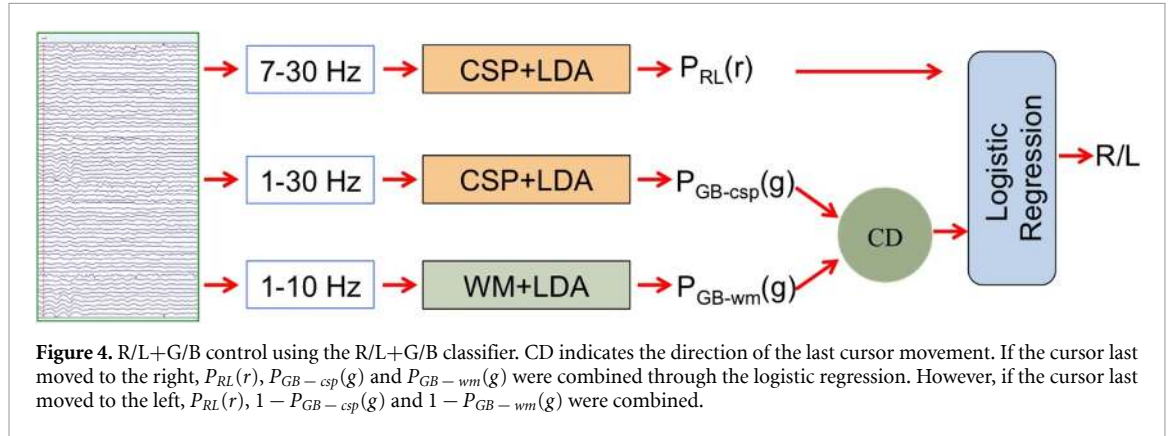 7-30 Hz
CSP+LDA
P_RL(r)
1-30 Hz
CSP+LDA
P_GB-csp(g)
1-10 Hz
WM+LDA
P_GB-wm(g)
CD
Logistic
Regression
R/L
Figure 4. R/L+G/B control using the R/L+G/B classifier. CD indicates the direction of the last cursor movement. If the cursor last
moved to the right, P_RL(r), P_GB−csp(g) and P_GB−wm(g) were combined through the logistic regression. However, if the cursor last
moved to the left, P_RL(r), 1 − P_GB−csp(g) and 1 − P_GB−wm(g) were combined.